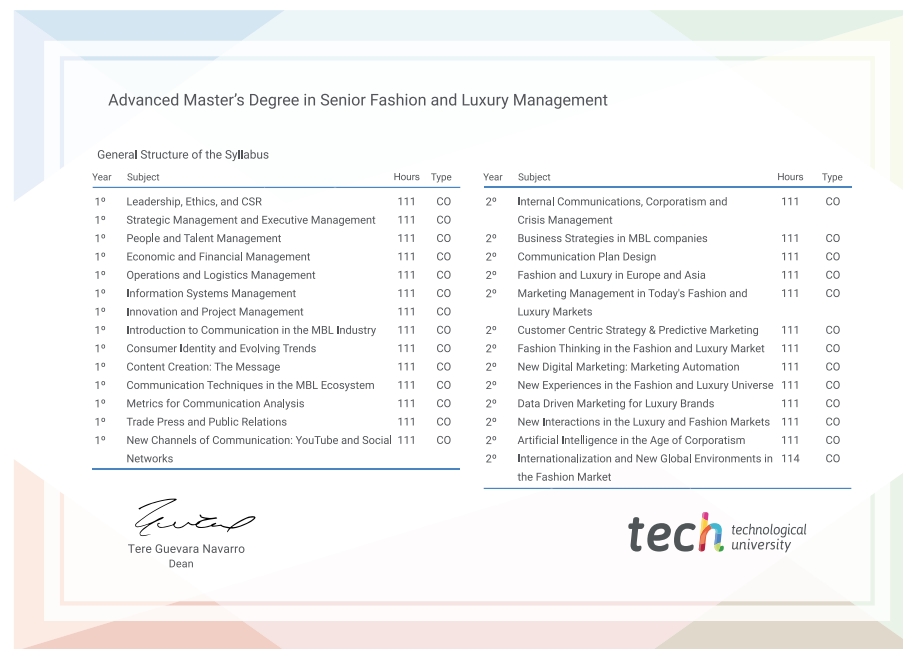 Advanced Master's Degree in Senior Fashion and Luxury Management
General Structure of the Syllabus
Year Subject Hours Type
1º Leadership, Ethics, and CSR 111 CO
1º Strategic Management and Executive Management 111 CO
1º People and Talent Management 111 CO
1º Economic and Financial Management 111 CO
1º Operations and Logistics Management 111 CO
1º Information Systems Management 111 CO
1º Innovation and Project Management 111 CO
1º Introduction to Communication in the MBL Industry 111 CO
1º Consumer Identity and Evolving Trends 111 CO
1º Content Creation: The Message 111 CO
1º Communication Techniques in the MBL Ecosystem 111 CO
1º Metrics for Communication Analysis 111 CO
1º Trade Press and Public Relations 111 CO
1º New Channels of Communication: YouTube and Social 111 CO
Networks
Year Subject Hours Type
2º Internal Communications, Corporatism and 111 CO
Crisis Management
2º Business Strategies in MBL companies 111 CO
2º Communication Plan Design 111 CO
2º Fashion and Luxury in Europe and Asia 111 CO
2º Marketing Management in Today's Fashion and 111 CO
Luxury Markets
2º Customer Centric Strategy & Predictive Marketing 111 CO
2º Fashion Thinking in the Fashion and Luxury Market 111 CO
2º New Digital Marketing: Marketing Automation 111 CO
2º New Experiences in the Fashion and Luxury Universe 111 CO
2º Data Driven Marketing for Luxury Brands 111 CO
2º New Interactions in the Luxury and Fashion Markets 111 CO
2º Artificial Intelligence in the Age of Corporatism 111 CO
2º Internationalization and New Global Environments in 114 CO
the Fashion Market
Tere Guevara Navarro
Dean
tech technological
university